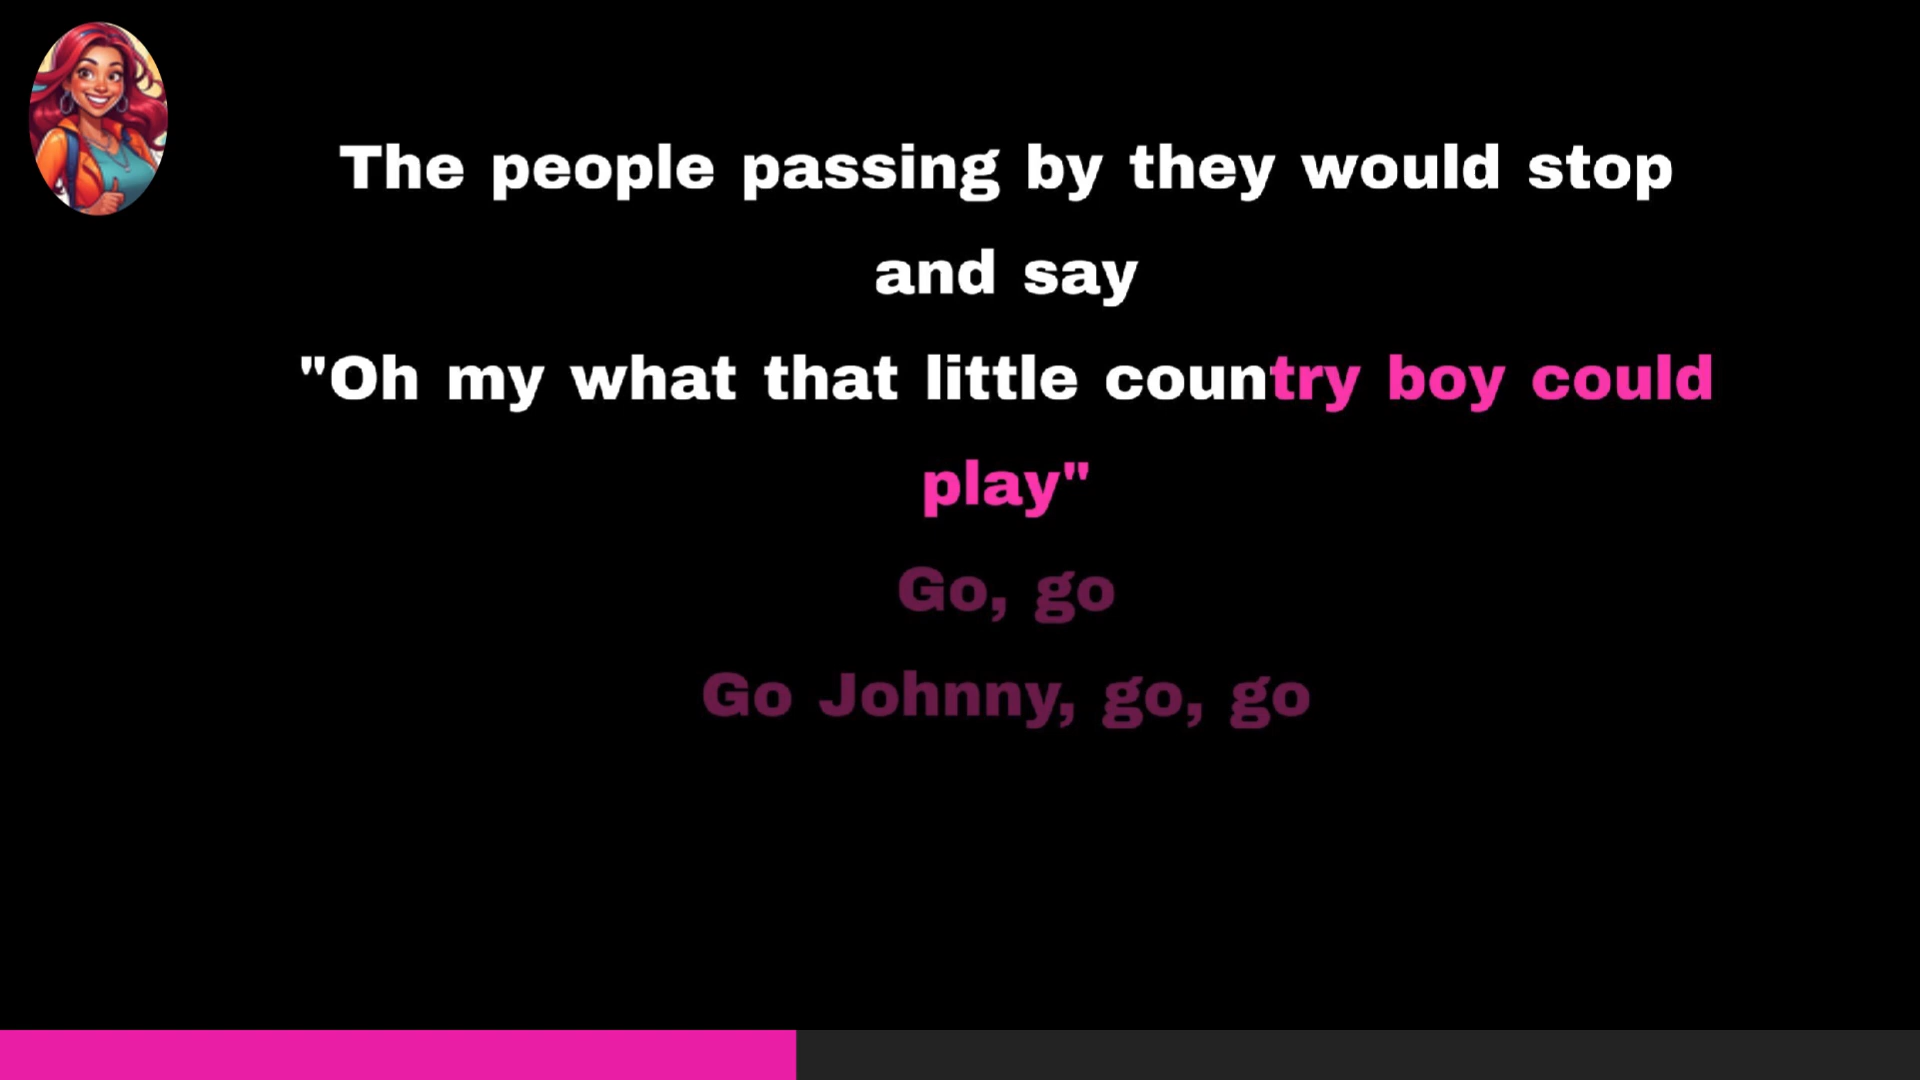 The people passing by they would stop
and say
"Oh my what that little country boy could
play"
Go, go
Go Johnny, go, go